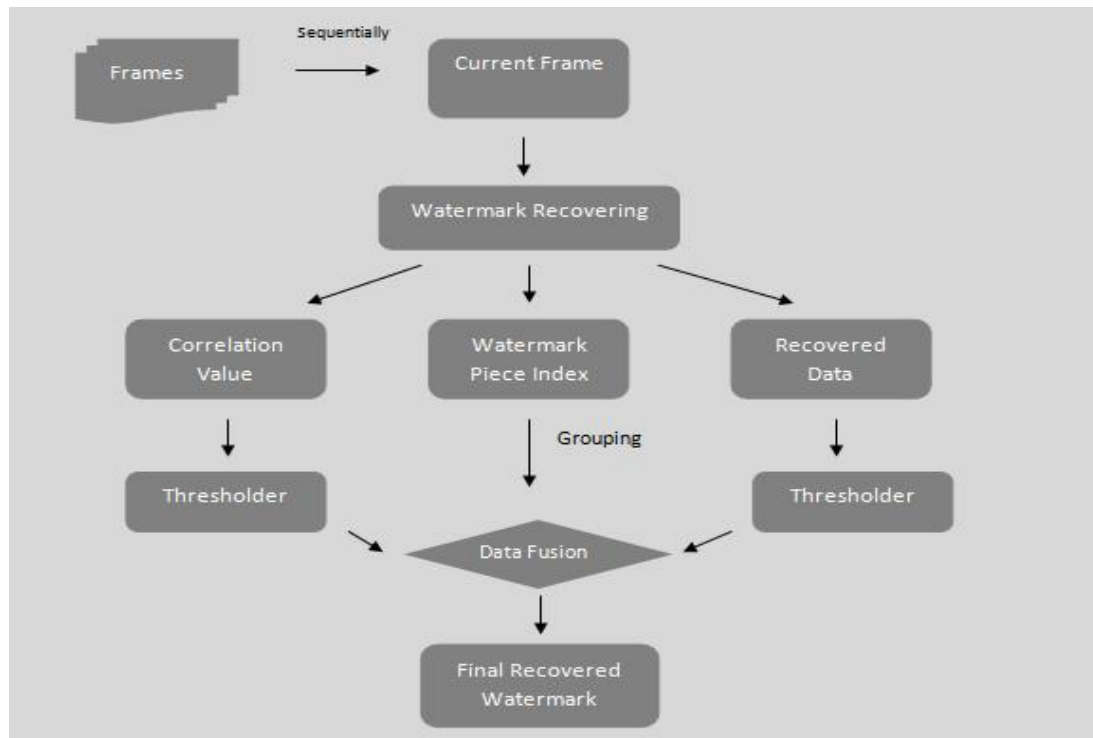 Sequentially
Frames
Current Frame
Watermark Recovering
Correlation
Value
Watermark
Piece Index
Recovered
Data
Grouping
Thresholder
Thresholder
Data Fusion
Final Recovered
Watermark